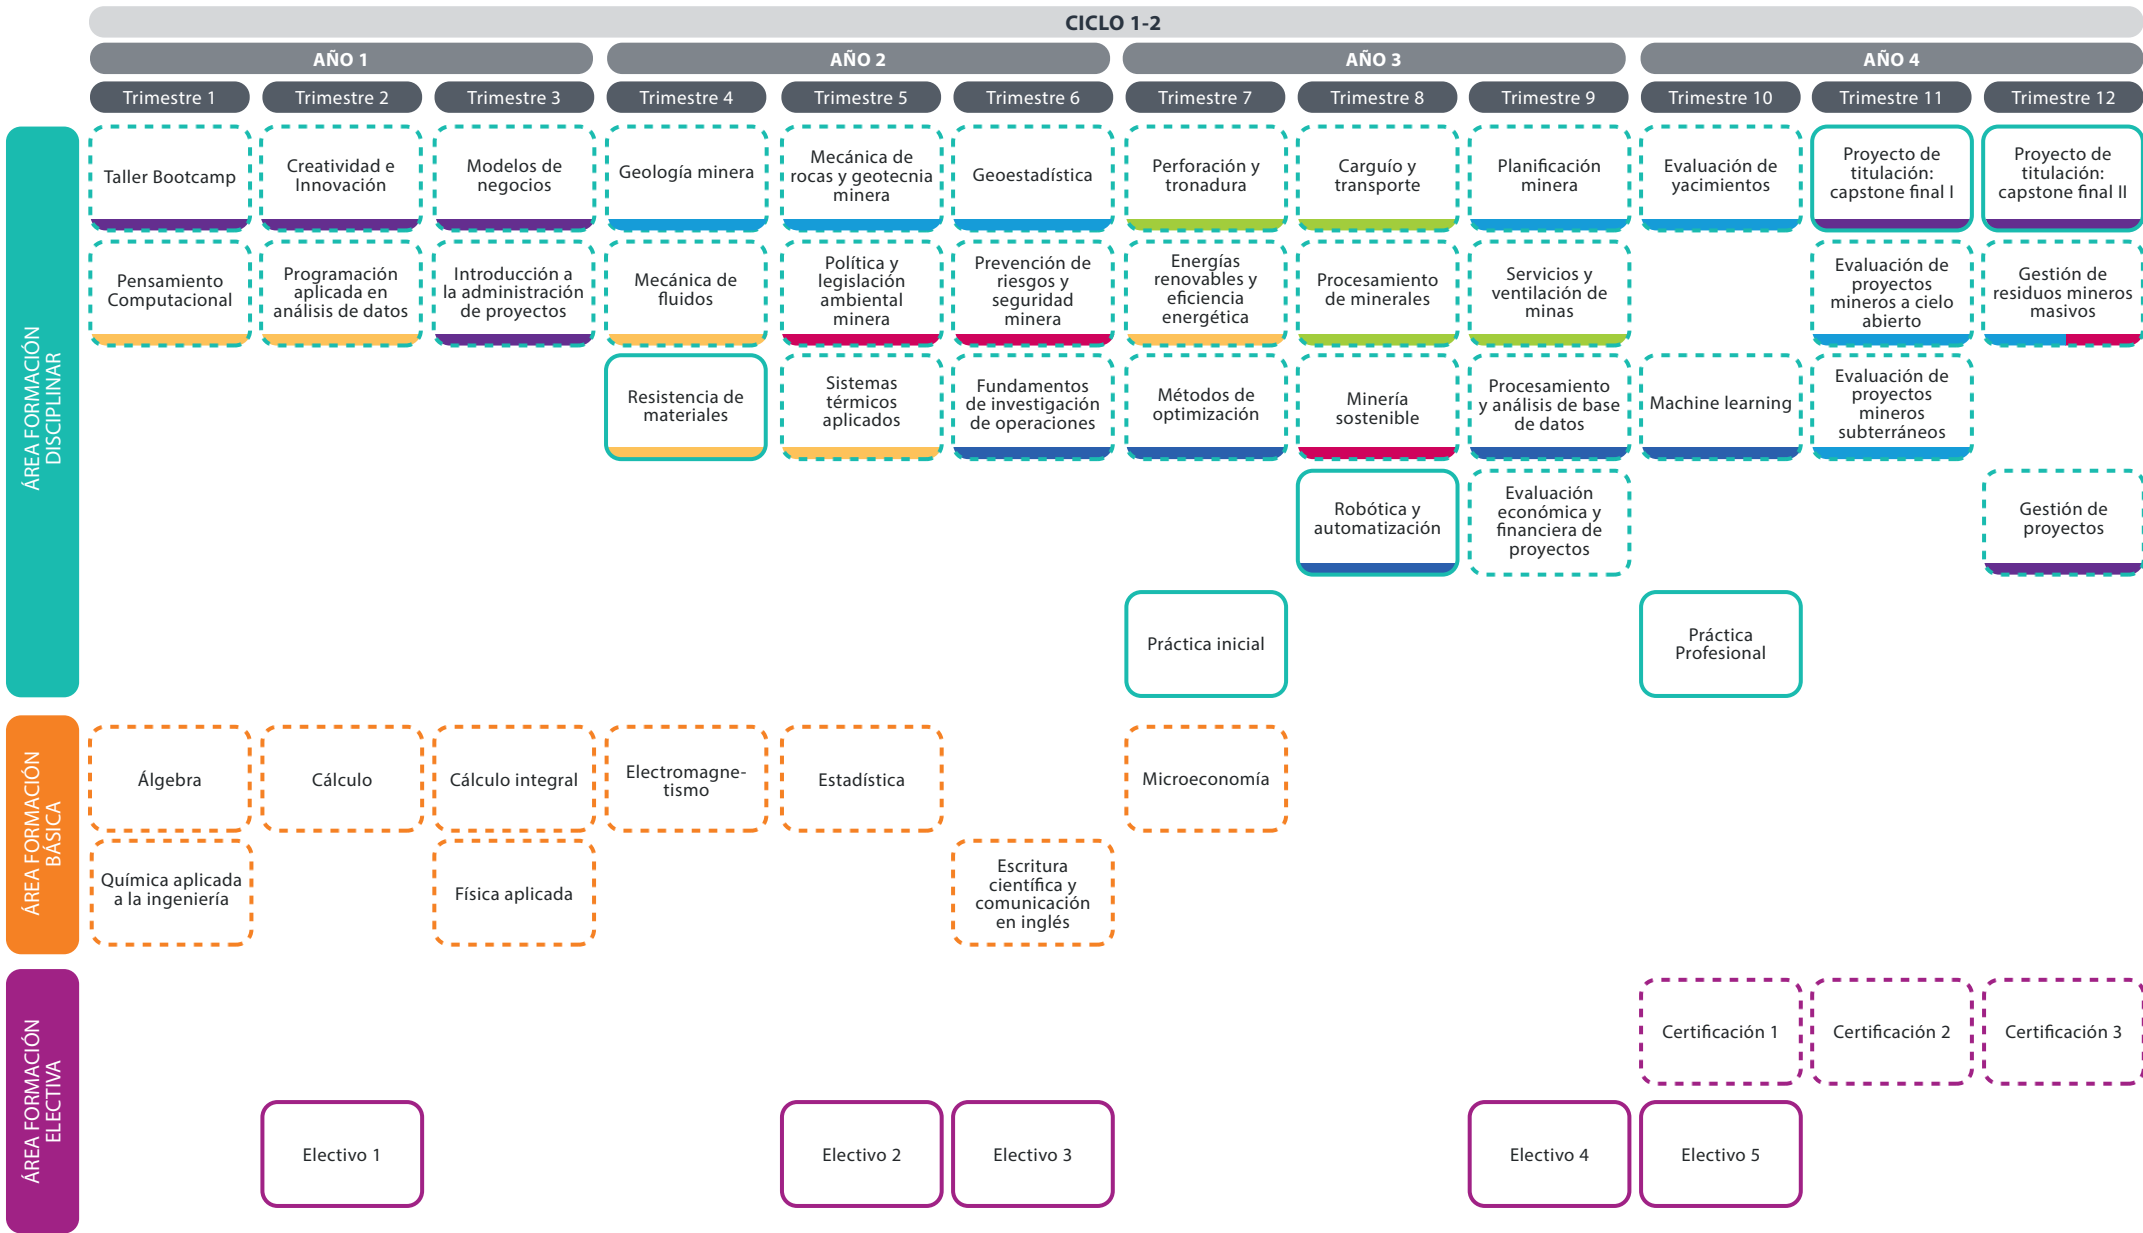 CICLO 1-2
AÑO 1
AÑO 2
AÑO 3
AÑO 4
Trimestre 1
Trimestre 2
Trimestre 3
Trimestre 4
Trimestre 5
Trimestre 6
Trimestre 7
Trimestre 8
Trimestre 9
Trimestre 10
Trimestre 11
Trimestre 12
ÁREA FORMACIÓN
DISCIPLINAR
Taller Bootcamp
Creatividad e
Innovación
Modelos de
negocios
Geología minera
Mecánica de
rocas y geotecnia
minera
Geoestadística
Perforación y
tronadura
Carguío y
transporte
Planificación
minera
Evaluación de
yacimientos
Proyecto de
titulación:
capstone final I
Proyecto de
titulación:
capstone final II
Pensamiento
Computacional
Programación
aplicada en
análisis de datos
Introducción a
la administración
de proyectos
Mecánica de
fluidos
Política y
legislación
ambiental
minera
Prevención de
riesgos y
seguridad
minera
Energías
renovables y
eficiencia
energética
Procesamiento
de minerales
Servicios y
ventilación de
minas
Evaluación de
proyectos
mineros a cielo
abierto
Gestión de
residuos mineros
masivos
Resistencia de
materiales
Sistemas
térmicos
aplicados
Fundamentos
de investigación
de operaciones
Métodos de
optimización
Minería
sostenible
Procesamiento
y análisis de base
de datos
Machine learning
Evaluación de
proyectos
mineros
subterráneos
Robótica y
automatización
Evaluación
económica y
financiera de
proyectos
Gestión de
proyectos
Práctica inicial
Práctica
Profesional
ÁREA FORMACIÓN
BÁSICA
Álgebra
Cálculo
Cálculo integral
Electromagne-
tismo
Estadística
Microeconomía
Química aplicada
a la ingeniería
Física aplicada
Escritura
científica y
comunicación
en inglés
ÁREA FORMACIÓN
ELECTIVA
Certificación 1
Certificación 2
Certificación 3
Electivo 1
Electivo 2
Electivo 3
Electivo 4
Electivo 5